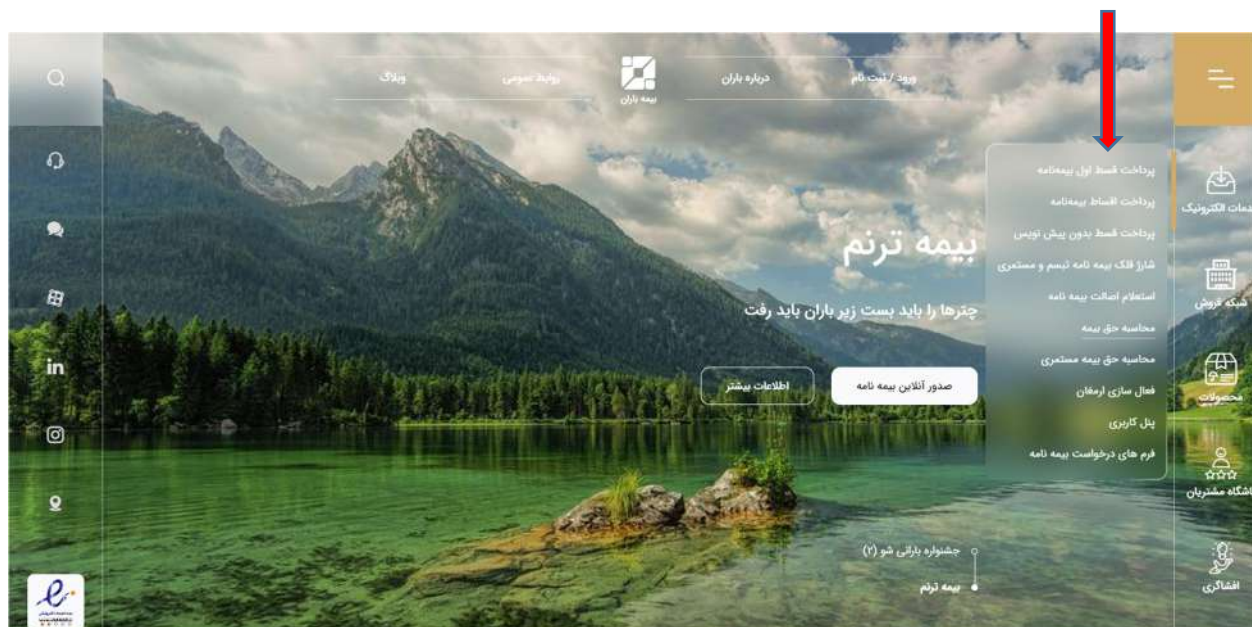 ورود / ثبت نام
درباره باران
بیمه باران
روابط عمومی
وبلاگ
پرداخت قسط اول بیمه‌نامه
پرداخت اقساط بیمه‌نامه
پرداخت قسط بدون پیش نویس
شارژ قلک بیمه نامه تبسم و مستمری
استعلام اصالت بیمه نامه
محاسبه حق بیمه
محاسبه حق بیمه مستمری
فعال سازی ارمغان
پنل کاربری
فرم های درخواست بیمه نامه
دمات الکترونیک
شبکه فروش
محصولات
اشگاه مشتریان
افشاگری
بیمه ترنم
چترها را باید بست زیر باران باید رفت
صدور آنلاین بیمه نامه
اطلاعات بیشتر
جشنواره بارانی شو (۲)
بیمه ترنم
in